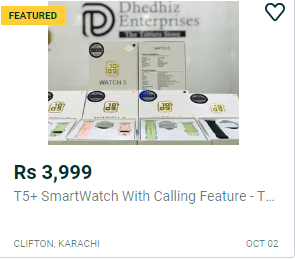 FEATURED
Dhedhiz
Enterprises
The Tablets Store
WATCH 5
Rs 3,999
T5+ SmartWatch With Calling Feature - T...
CLIFTON, KARACHI
OCT 02